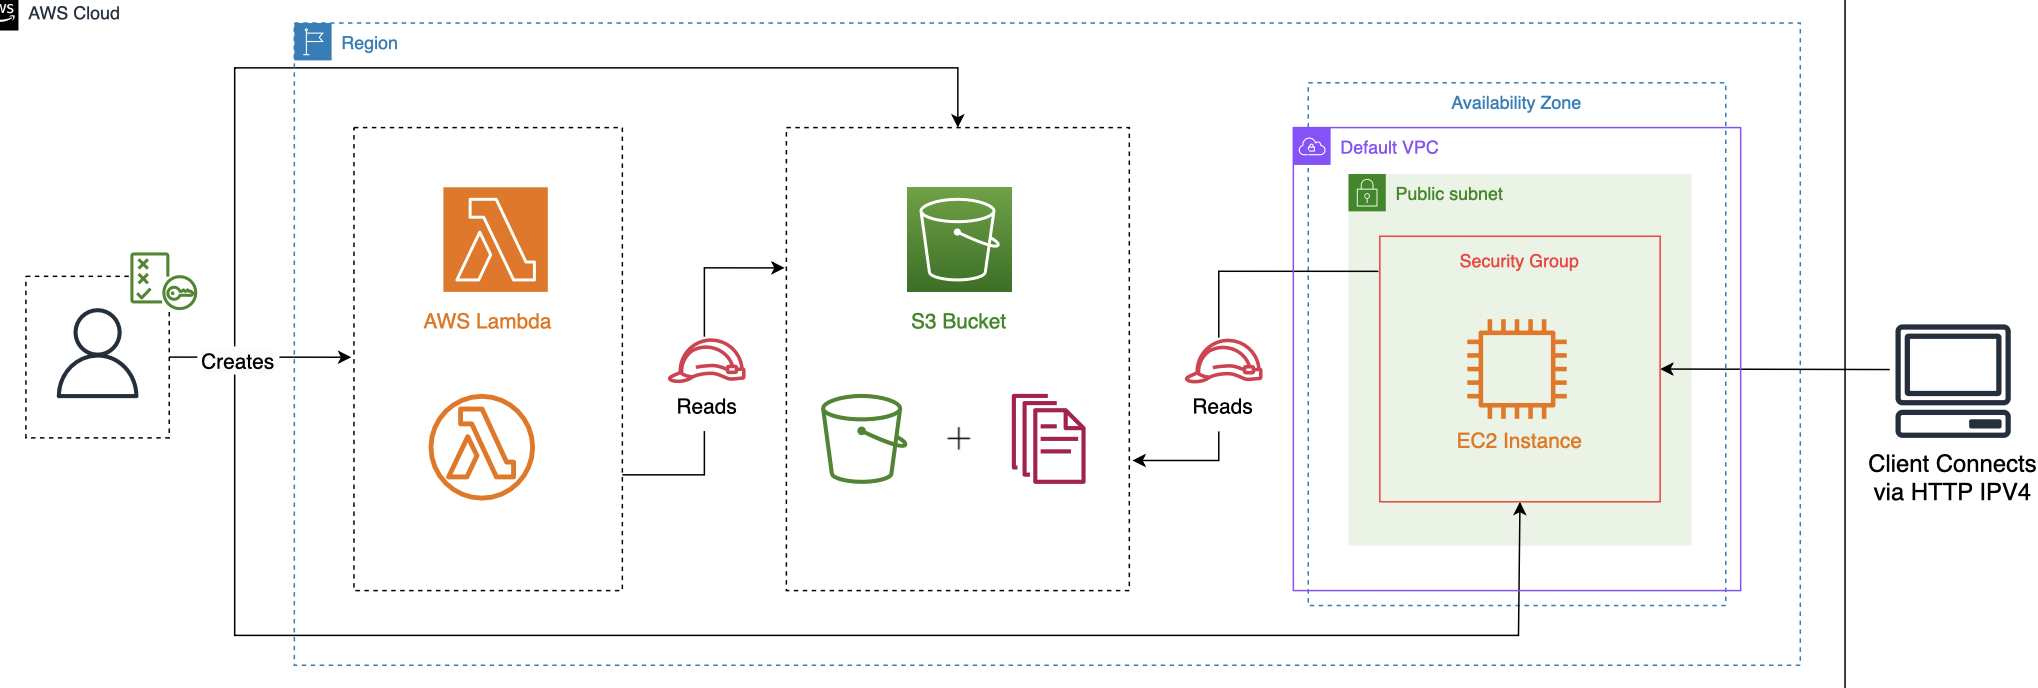 AWS Cloud
Region
Availability Zone
Default VPC
Public subnet
Security Group
AWS Lambda
S3 Bucket
Creates
Reads
Reads
EC2 Instance
Client Connects
via HTTP IPV4